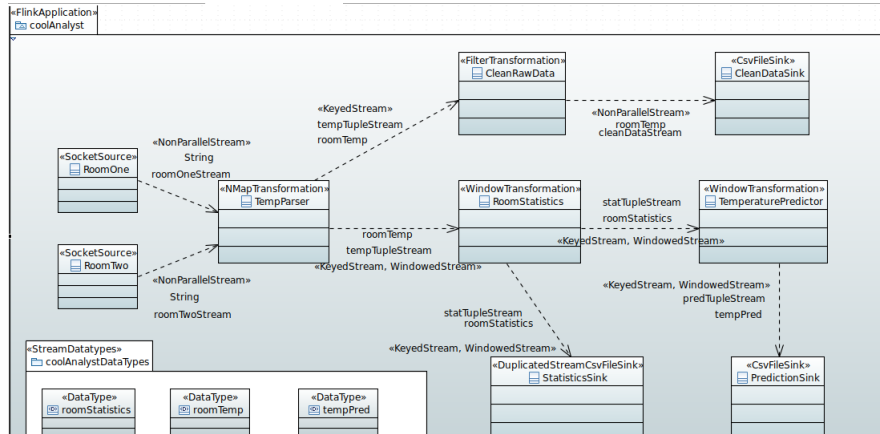 «FlinkApplication»
coolAnalyst
«FilterTransformation»
CleanRawData
«CsvFileSink»
CleanDataSink
«KeyedStream»
tempTupleStream
roomTemp
«NonParallelStream»
roomTemp
cleanDataStream
«NonParallelStream»
String
roomOneStream
«SocketSource»
RoomOne
«NMapTransformation»
TempParser
«WindowTransformation»
RoomStatistics
«WindowTransformation»
TemperaturePredictor
statTupleStream
roomStatistics
«KeyedStream, WindowedStream»
roomTemp
tempTupleStream
«KeyedStream, WindowedStream»
«SocketSource»
RoomTwo
«NonParallelStream»
String
roomTwoStream
«KeyedStream, WindowedStream»
predTupleStream
tempPred
statTupleStream
roomStatistics
«KeyedStream, WindowedStream»
«StreamDatatypes»
coolAnalystDataTypes
«DuplicatedStreamCsvFileSink»
StatisticsSink
«CsvFileSink»
PredictionSink
«DataType»
roomStatistics
«DataType»
roomTemp
«DataType»
tempPred